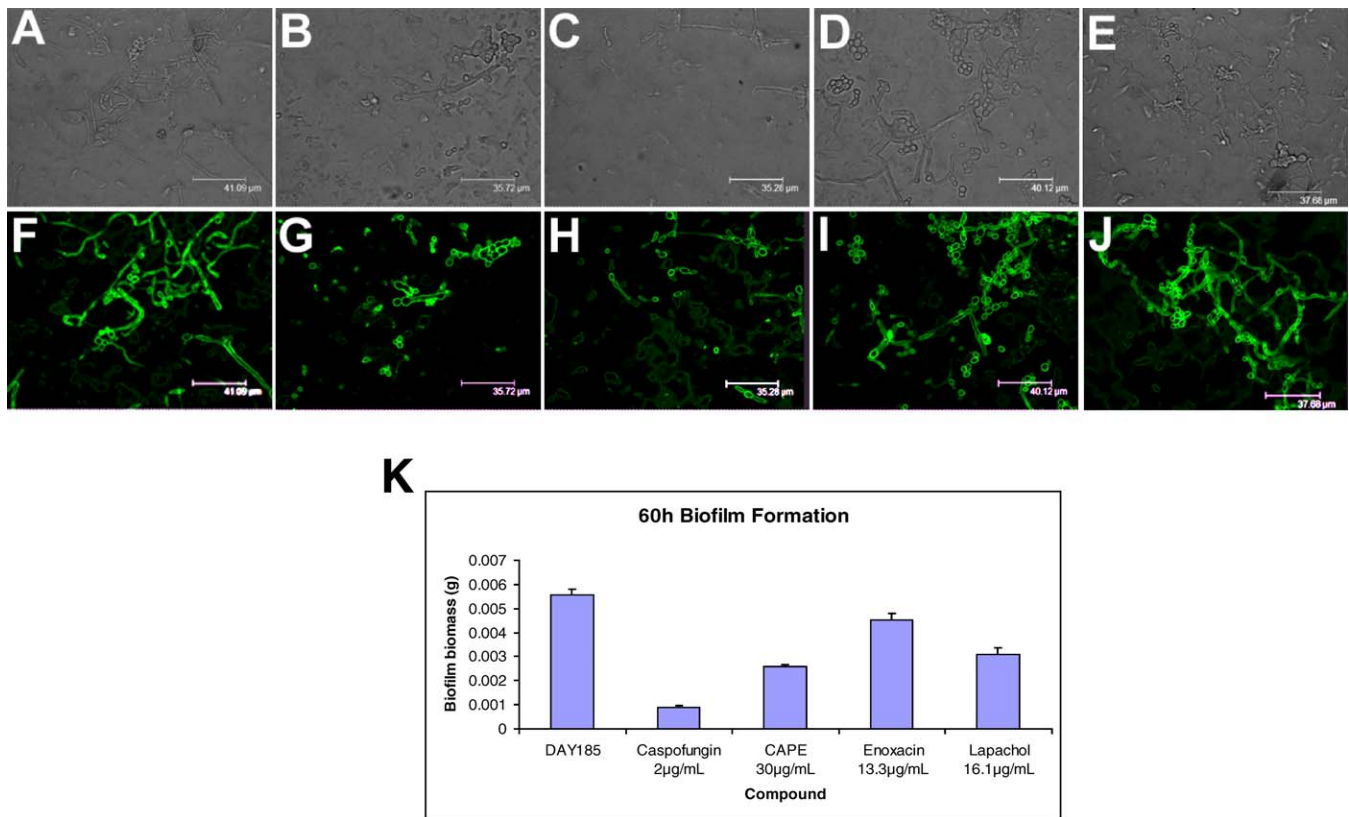 A
B
C
D
E
41.09 µm
35.72 µm
35.28 µm
40.12 µm
37.68 µm
F
G
H
I
J
41.09 µm
35.72 µm
35.28 µm
40.12 µm
37.68 µm
K
60h Biofilm Formation
Biofilm biomass (g)
0.007
0.006
0.005
0.004
0.003
0.002
0.001
0
DAY185 Caspofungin CAPE Enoxacin Lapachol
2µg/mL 30µg/mL 13.3µg/mL 16.1µg/mL
Compound